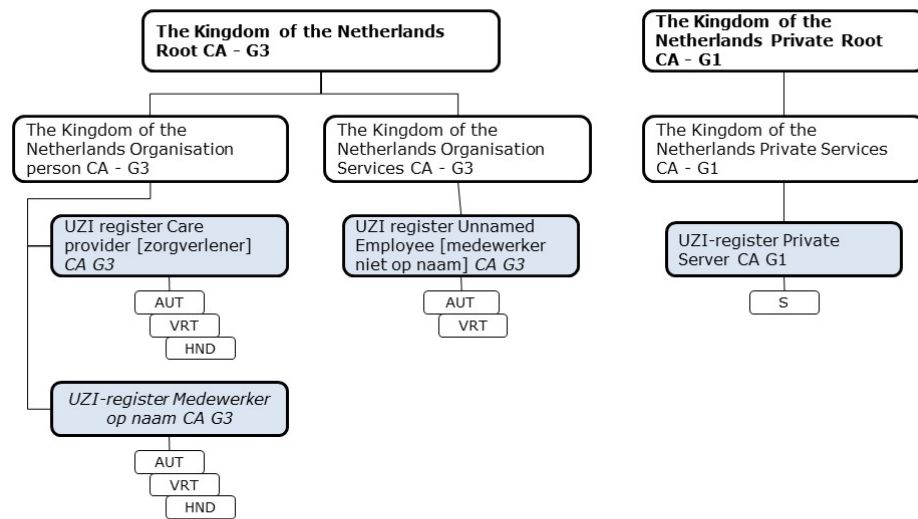 The Kingdom of the Netherlands
Root CA - G3
The Kingdom of the
Netherlands Private Root
CA - G1
The Kingdom of the
Netherlands Organisation
person CA - G3
The Kingdom of the
Netherlands Organisation
Services CA - G3
The Kingdom of the
Netherlands Private Services
CA - G1
UZI register Care
provider [zorgverlener]
CA G3
UZI register Unnamed
Employee [medewerker
niet op naam] CA G3
UZI-register Private
Server CA G1
AUT
VRT
HND
AUT
VRT
S
UZI-register Medewerker
op naam CA G3
AUT
VRT
HND